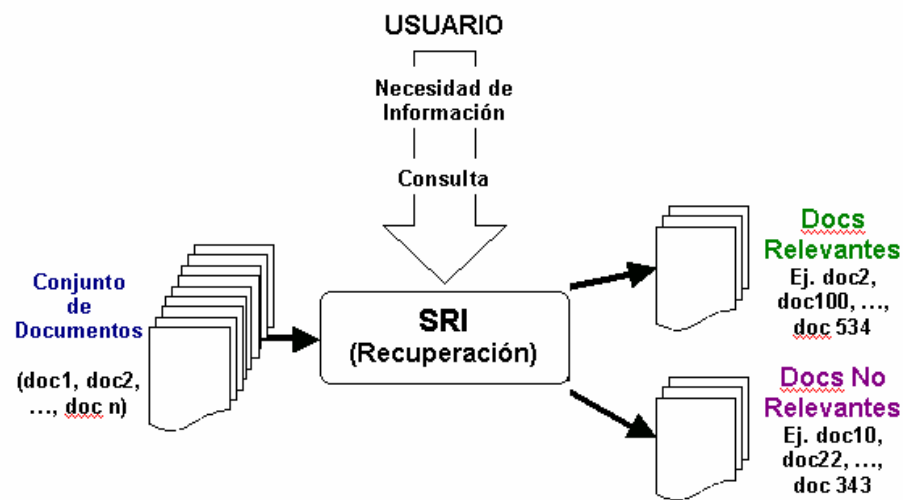 USUARIO
Necesidad de
Información
Consulta
Conjunto
de
Documentos
(doc1, doc2,
…, doc n)
SRI
(Recuperación)
Docs
Relevantes
Ej. doc2,
doc100, …,
doc 534
Docs No
Relevantes
Ej. doc10,
doc22, …,
doc 343